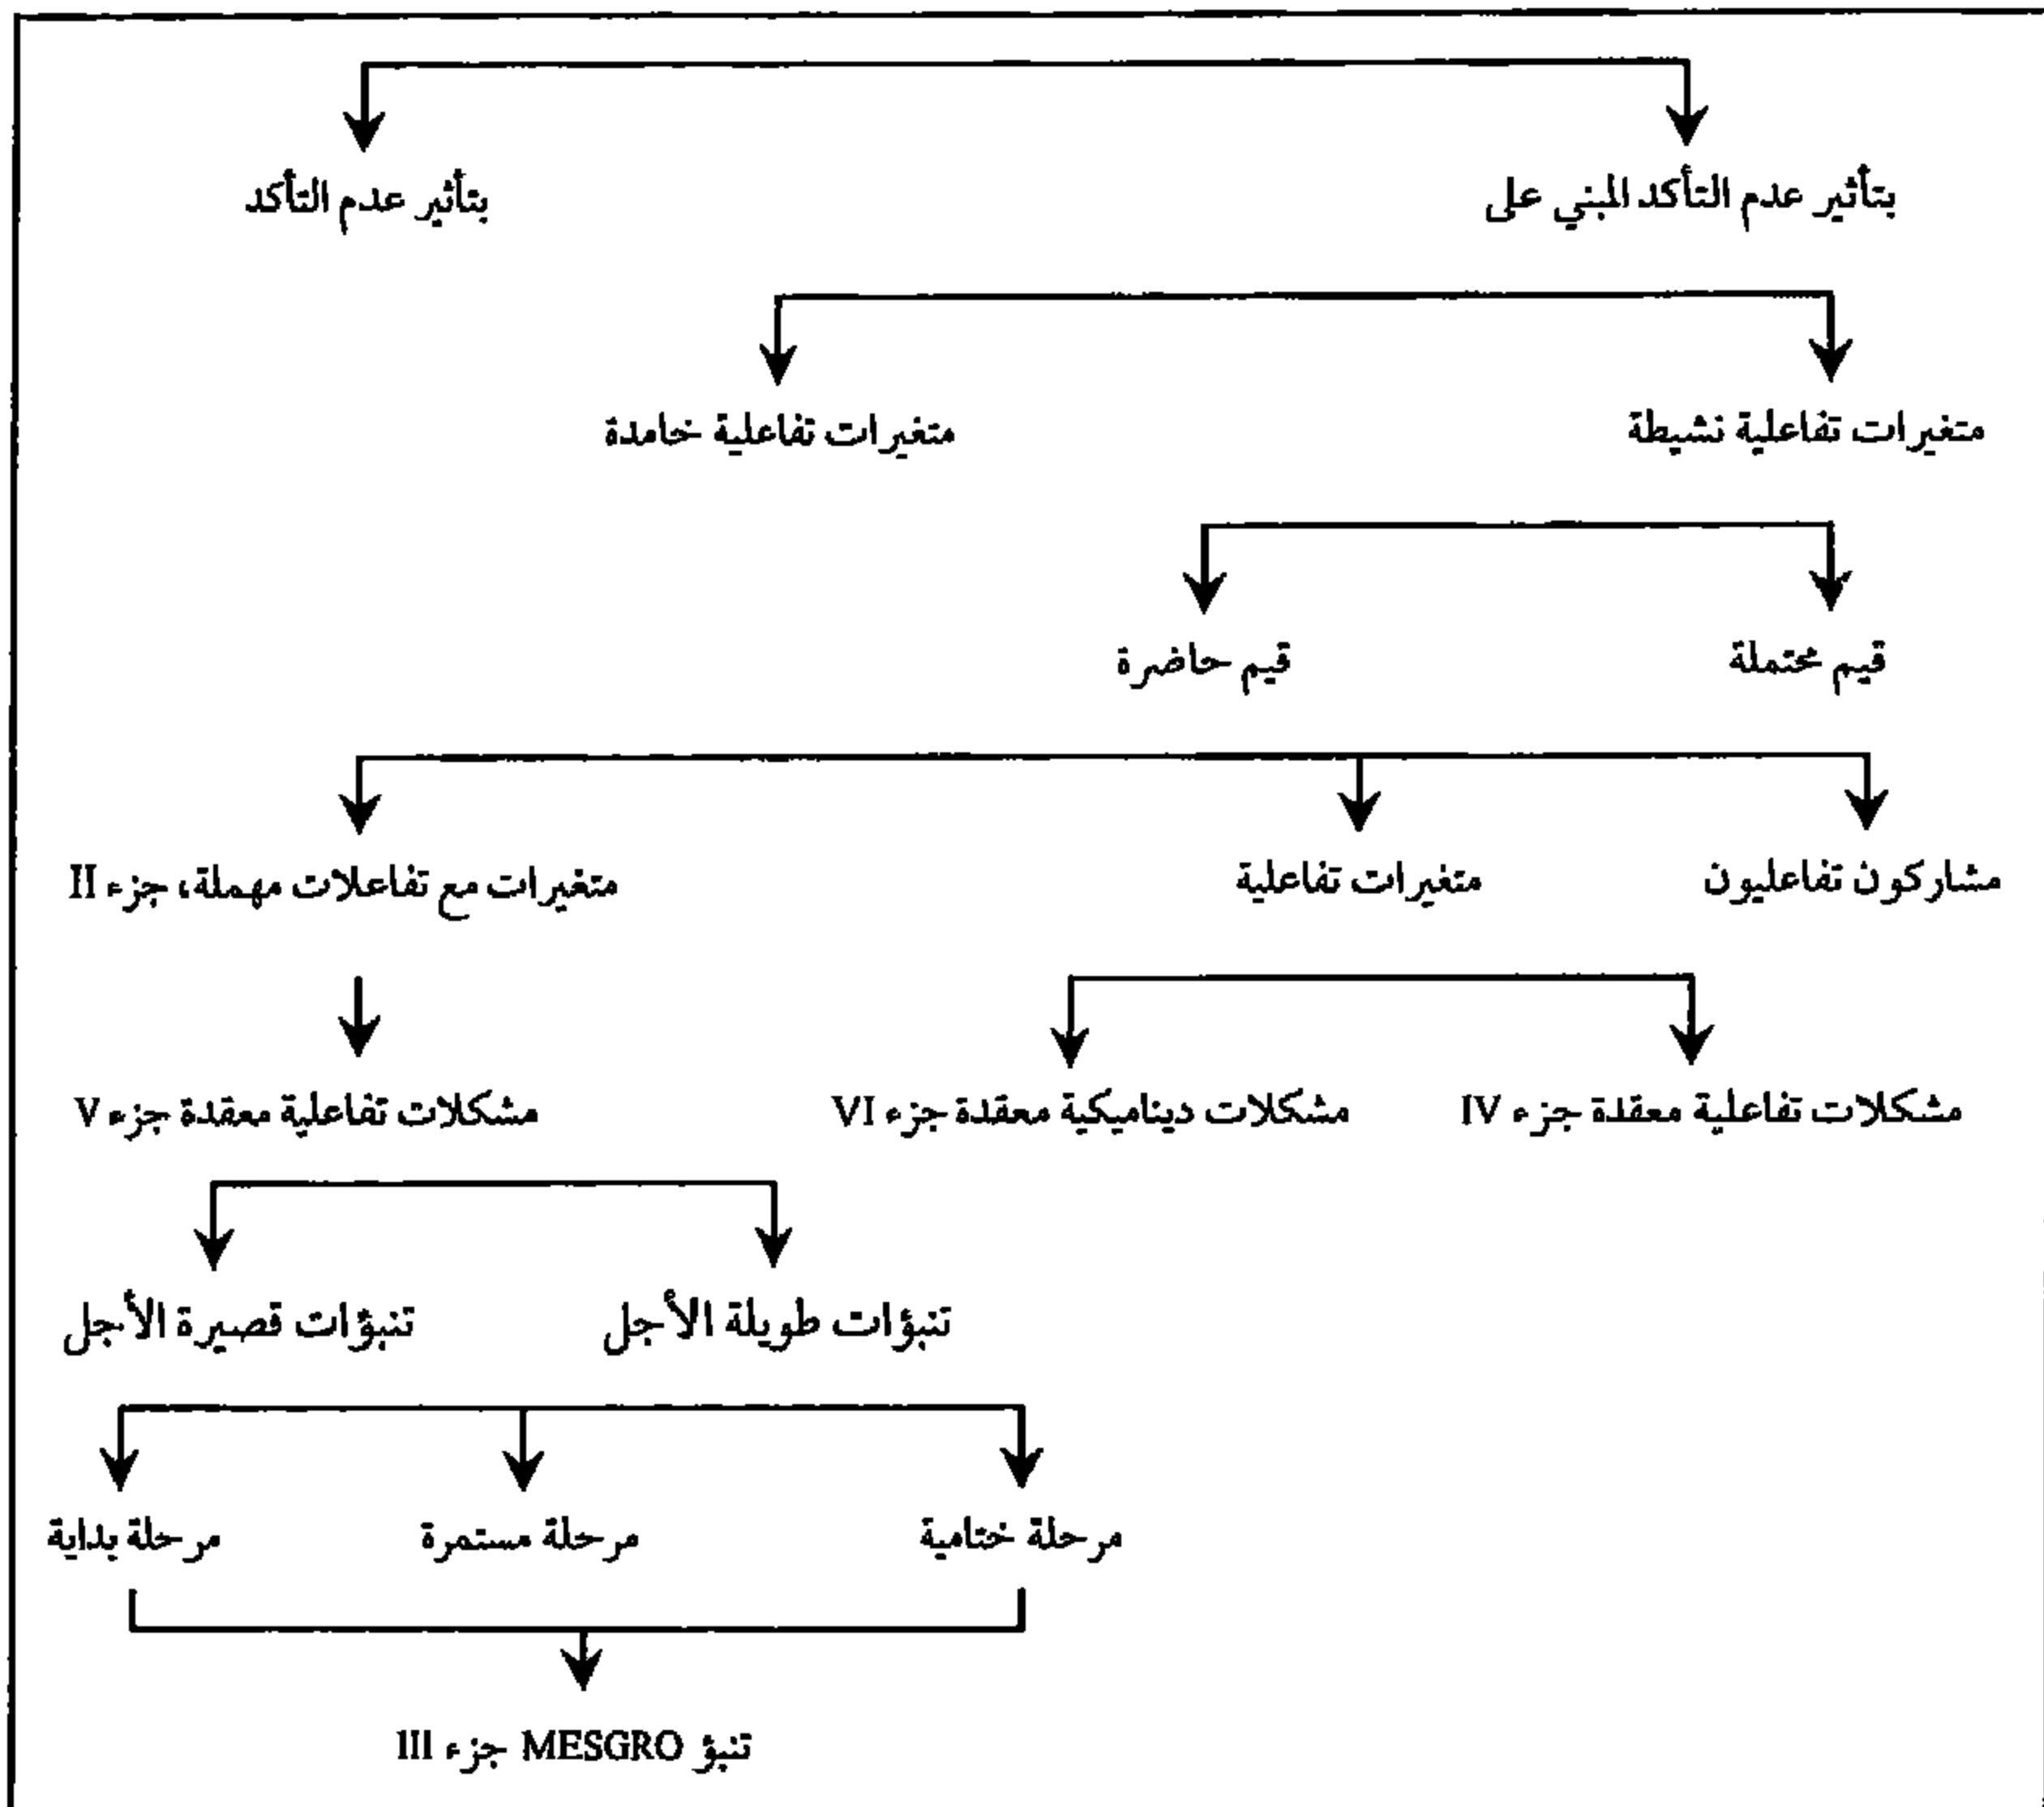 بتأثير عدم التأكد المبني على
بتأثير عدم التأكد
متغيرات تفاعلية نشيطة
متغيرات تفاعلية خامدة
قيم محتملة
قيم حاضرة
مشاركون تفاعليون
متغيرات تفاعلية
متغيرات مع تفاعلات مهملة، جزء II
مشكلات تفاعلية معقدة جزء IV
مشكلات ديناميكية معقدة جزء VI
مشكلات تفاعلية معقدة جزء V
تنبؤات طويلة الأجل
تنبؤات قصيرة الأجل
مرحلة ختامية
مرحلة مستمرة
مرحلة بداية
تنبؤ MESGRO جزء III